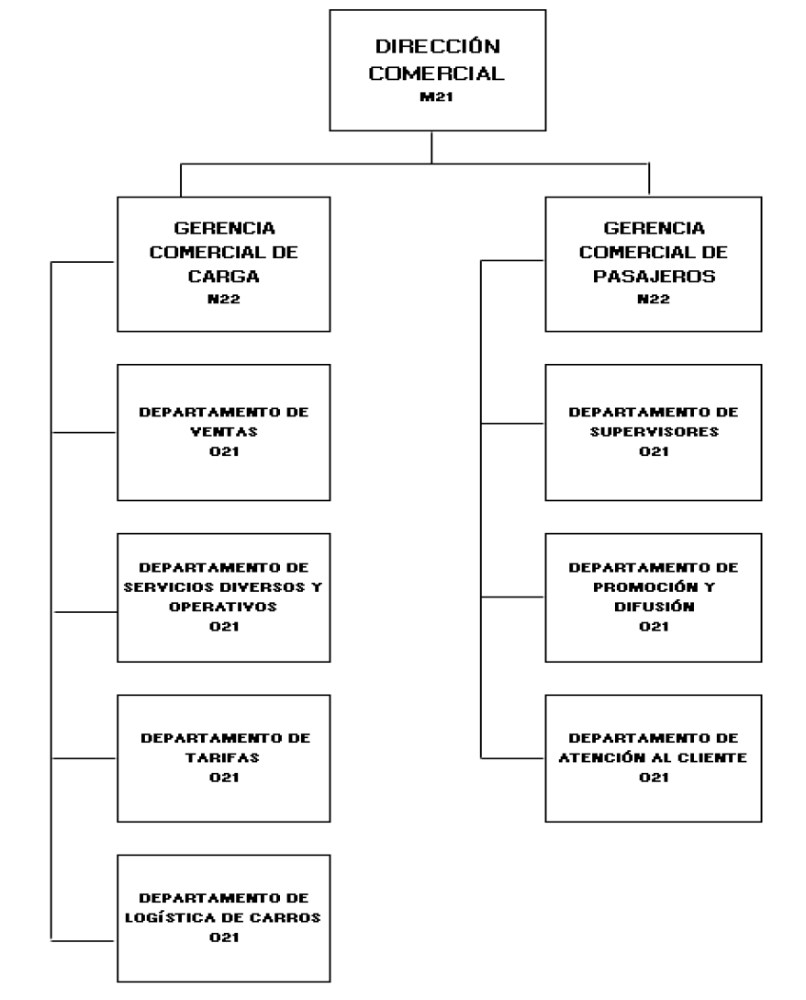 DIRECCIÓN
COMERCIAL
M21
GERENCIA
COMERCIAL DE
CARGA
N22
GERENCIA
COMERCIAL DE
PASAJEROS
N22
DEPARTAMENTO DE
VENTAS
O21
DEPARTAMENTO DE
SUPERVISORES
O21
DEPARTAMENTO DE
SERVICIOS DIVERSOS Y
OPERATIVOS
O21
DEPARTAMENTO DE
PROMOCIÓN Y
DIFUSIÓN
O21
DEPARTAMENTO DE
TARIFAS
O21
DEPARTAMENTO DE
ATENCIÓN AL CLIENTE
O21
DEPARTAMENTO DE
LOGÍSTICA DE CARROS
O21